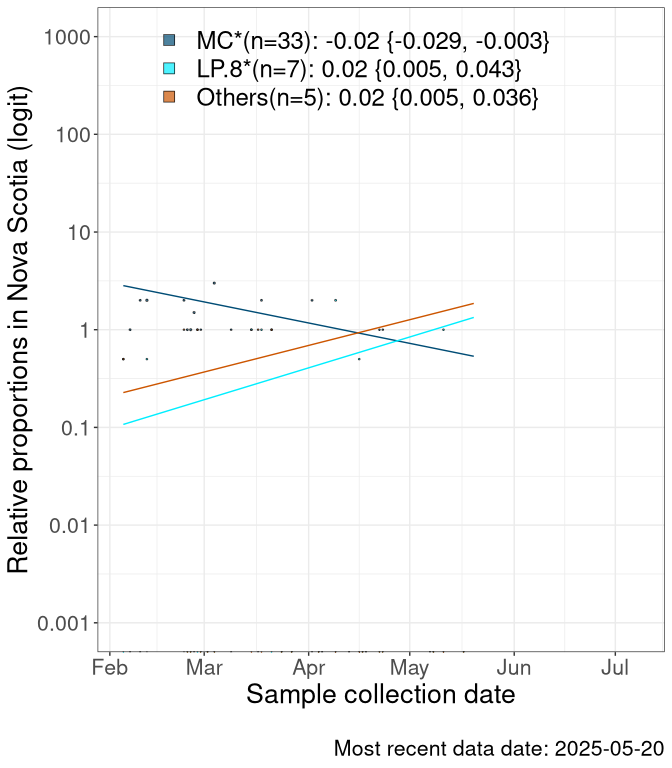 MC*(n=33): -0.02 {-0.029, -0.003}
LP.8*(n=7): 0.02 {0.005, 0.043}
Others(n=5): 0.02 {0.005, 0.036}
Relative proportions in Nova Scotia (logit)
1000
100
10
1
0.1
0.01
0.001
Feb Mar Apr May Jun Jul
Sample collection date
Most recent data date: 2025-05-20